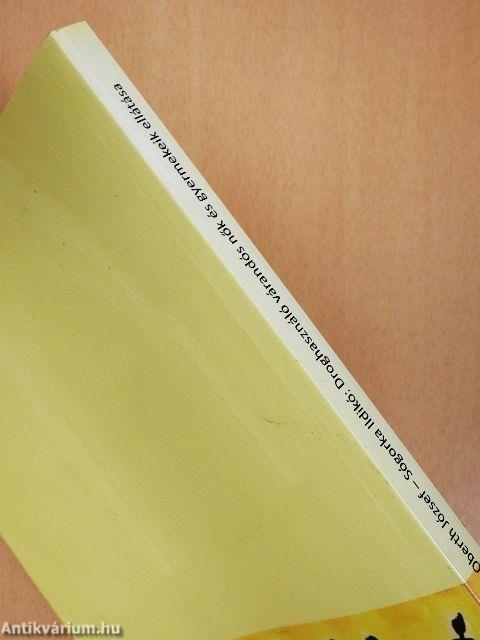 Oberth József – Sógorka Ildikó: Droghasználó várandós nők és gyermekeik ellátása
Antikvárium.hu